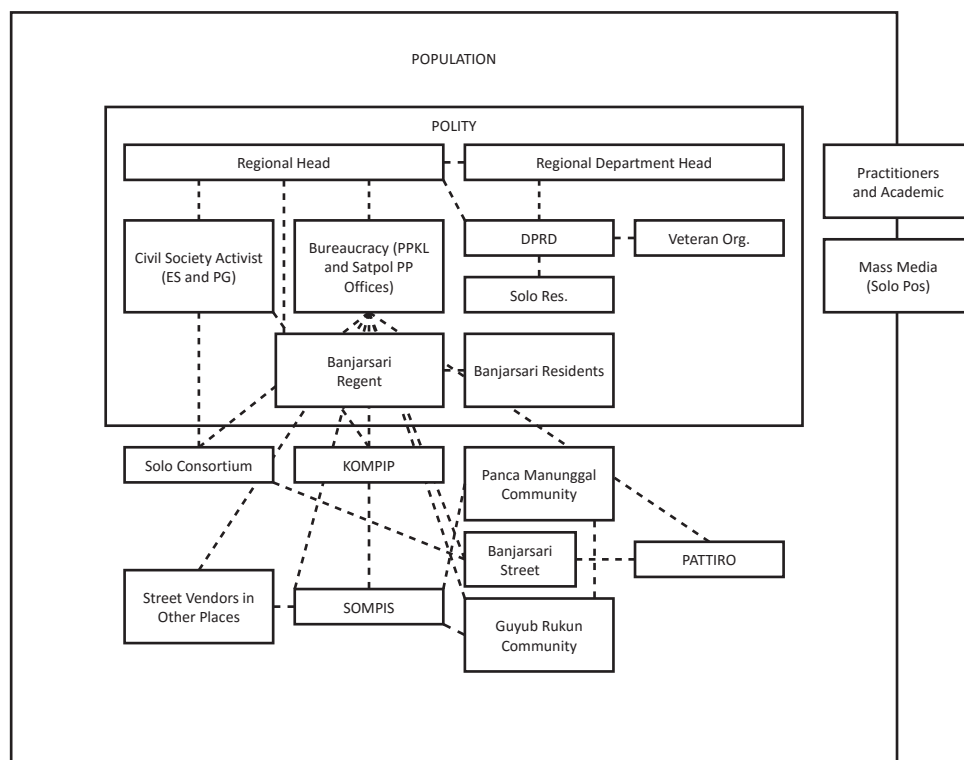 POPULATION
POLITY
Regional Head
Regional Department Head
Practitioners
and Academic
Civil Society Activist
(ES and PG)
Bureaucracy (PPKL
and Satpol PP
Offices)
DPRD
Veteran Org.
Mass Media
(Solo Pos)
Solo Res.
Banjarsari
Regent
Banjarsari Residents
Solo Consortium
KOMPIP
Panca Manunggal
Community
Banjarsari
Street
PATTIRO
Street Vendors in
Other Places
SOMPIS
Guyub Rukun
Community